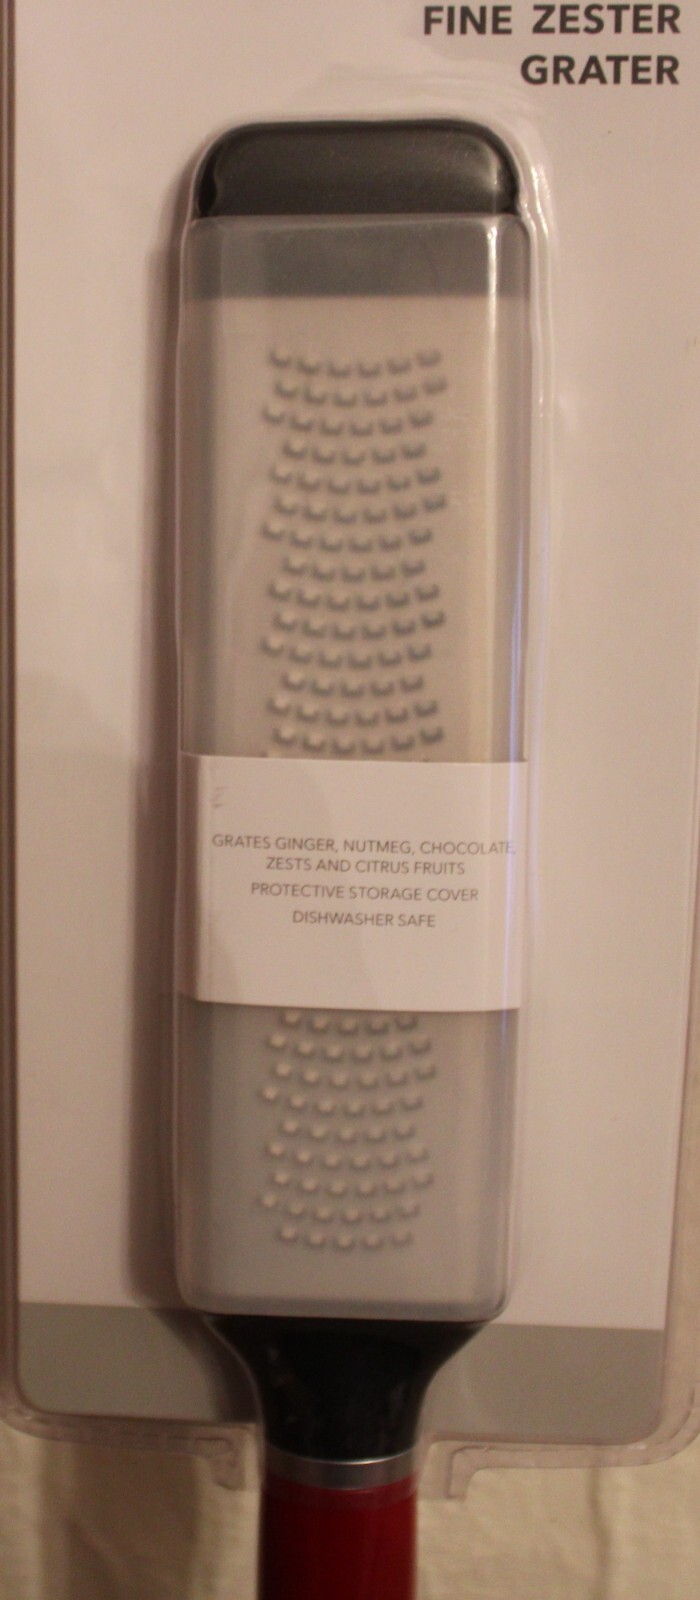 FINE ZESTER
GRATER
GRATES GINGER, NUTMEG, CHOCOLATE,
ZESTS AND CITRUS FRUITS
PROTECTIVE STORAGE COVER
DISHWASHER SAFE